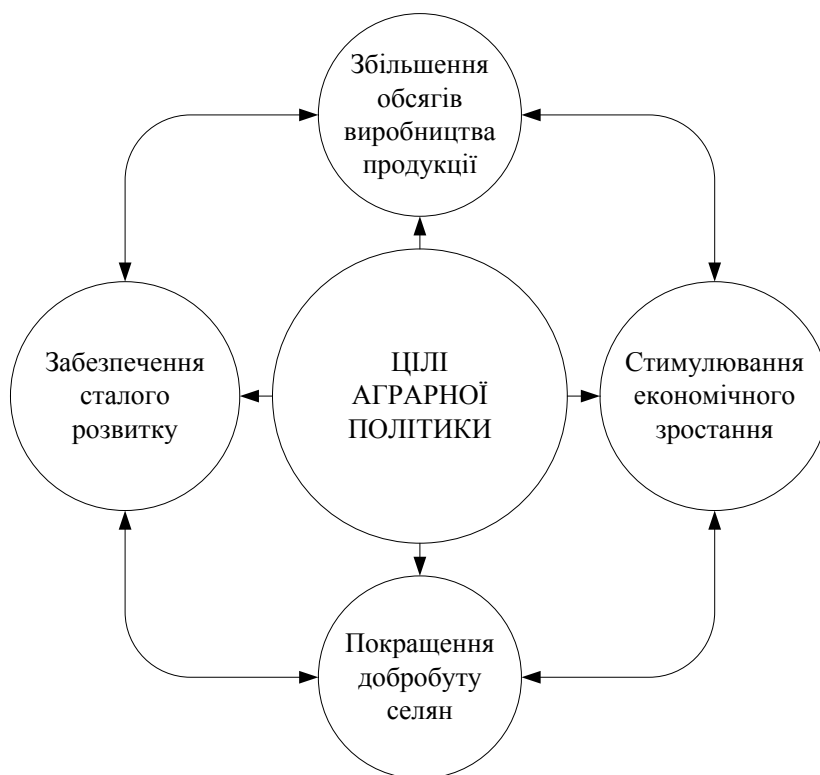 Збільшення
обсягів
виробництва
продукції
Забезпечення
сталого
розвитку
ЦІЛІ
АГРАРНОЇ
ПОЛІТИКИ
Стимулювання
економічного
зростання
Покращення
добробуту
селян